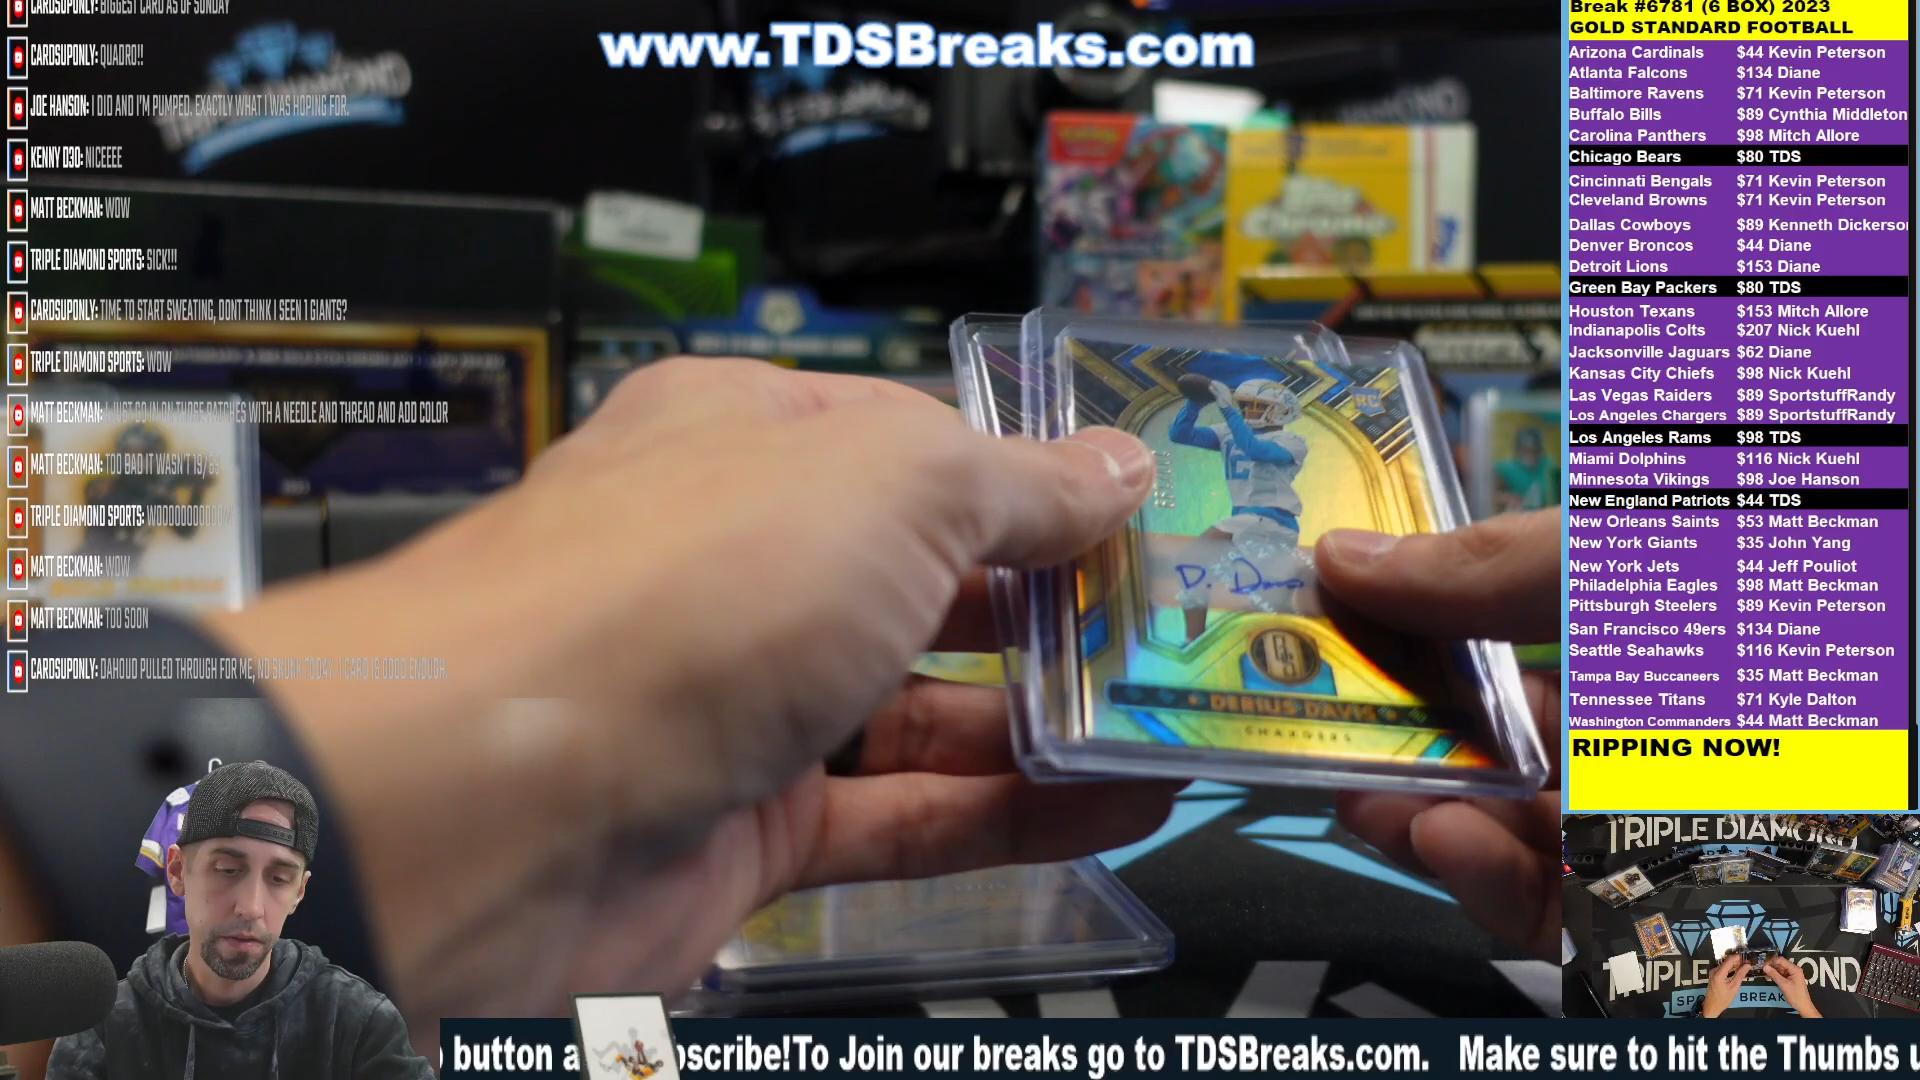 CARDSUPONLY: BIGGEST CARD AS OF SUNDAY
CARDSUPONLY: QUADRO!!
JOE HANSON: I DID AND I'M PUMPED. EXACTLY WHAT I WAS HOPING FOR.
KENNY D30: NICEEEE
MATT BECKMAN: WOW
TRIPLE DIAMOND SPORTS: SICK!!!
CARDSUPONLY: TIME TO START SWEATING, DONT THINK I SEEN 1 GIANTS?
TRIPLE DIAMOND SPORTS: WOW
MATT BECKMAN: I JUST GO IN ON THOSE PATCHES WITH A NEEDLE AND THREAD AND ADD COLOR
MATT BECKMAN: TOO BAD IT WASN'T 19/89
TRIPLE DIAMOND SPORTS:
MATT BECKMAN: WOW
MATT BECKMAN: TOO SOON
CARDSUPONLY: DAHOUD PULLED THROUGH FOR ME, NO SKUNK TODAY. 1 CARD IS GOOD ENOUGH.
www.TDSBreaks.com
Topps
Chrome
RC
D. Davis
DERIUS DAVIS
CHARGERS
Break #6781 (6 BOX) 2023
GOLD STANDARD FOOTBALL
Arizona Cardinals $44 Kevin Peterson
Atlanta Falcons $134 Diane
Baltimore Ravens $71 Kevin Peterson
Buffalo Bills $89 Cynthia Middleton
Carolina Panthers $98 Mitch Allore
Chicago Bears $80 TDS
Cincinnati Bengals $71 Kevin Peterson
Cleveland Browns $71 Kevin Peterson
Dallas Cowboys $89 Kenneth Dickerso
Denver Broncos $44 Diane
Detroit Lions $153 Diane
Green Bay Packers $80 TDS
Houston Texans $153 Mitch Allore
Indianapolis Colts $207 Nick Kuehl
Jacksonville Jaguars $62 Diane
Kansas City Chiefs $98 Nick Kuehl
Las Vegas Raiders $89 SportstuffRandy
Los Angeles Chargers $89 SportstuffRandy
Los Angeles Rams $98 TDS
Miami Dolphins $116 Nick Kuehl
Minnesota Vikings $98 Joe Hanson
New England Patriots $44 TDS
New Orleans Saints $53 Matt Beckman
New York Giants $35 John Yang
New York Jets $44 Jeff Pouliot
Philadelphia Eagles $98 Matt Beckman
Pittsburgh Steelers $89 Kevin Peterson
San Francisco 49ers $134 Diane
Seattle Seahawks $116 Kevin Peterson
Tampa Bay Buccaneers $35 Matt Beckman
Tennessee Titans $71 Kyle Dalton
Washington Commanders $44 Matt Beckman
RIPPING NOW!
TRIPLE DIAMOND
TRIPLE DIAMOND
SPO BREAK
button a bscribe!To Join our breaks go to TDSBreaks.com. Make sure to hit the Thumbs u